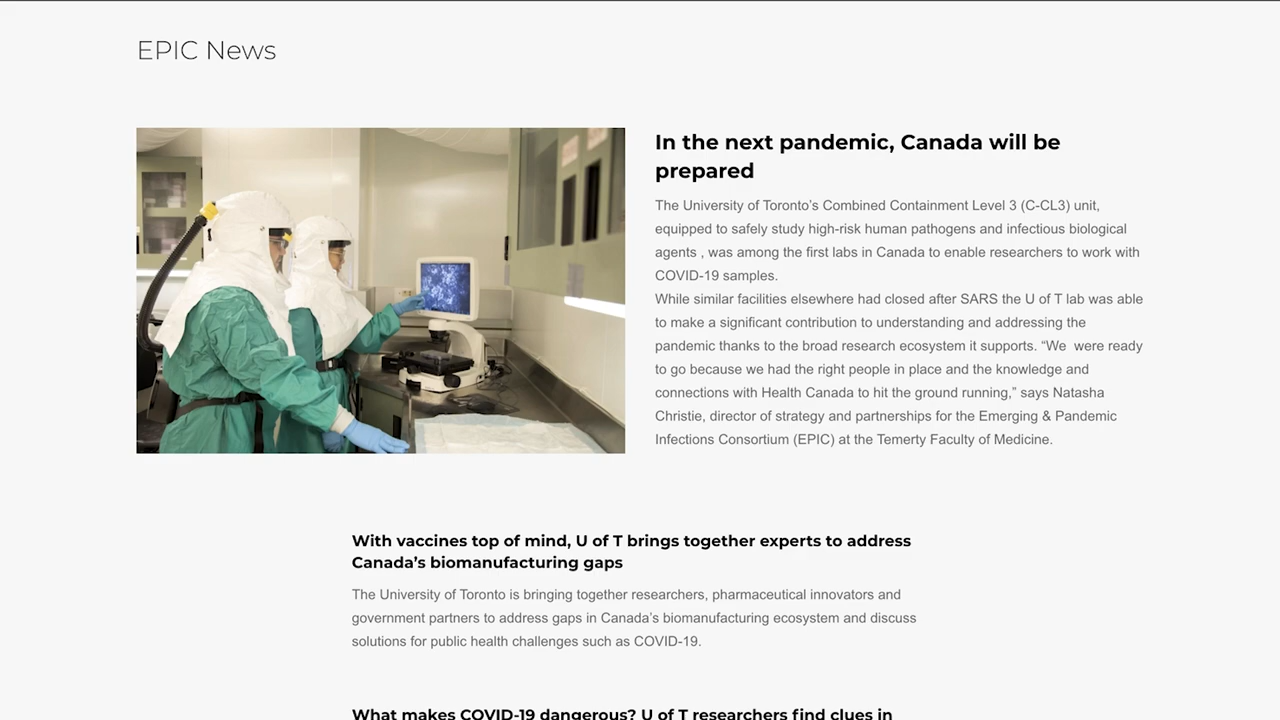 EPIC News
In the next pandemic, Canada will be
prepared
The University of Toronto’s Combined Containment Level 3 (C-CL3) unit,
equipped to safely study high-risk human pathogens and infectious biological
agents , was among the first labs in Canada to enable researchers to work with
COVID-19 samples.
While similar facilities elsewhere had closed after SARS the U of T lab was able
to make a significant contribution to understanding and addressing the
pandemic thanks to the broad research ecosystem it supports. “We  were ready
to go because we had the right people in place and the knowledge and
connections with Health Canada to hit the ground running,” says Natasha
Christie, director of strategy and partnerships for the Emerging & Pandemic
Infections Consortium (EPIC) at the Temerty Faculty of Medicine.
With vaccines top of mind, U of T brings together experts to address
Canada’s biomanufacturing gaps
The University of Toronto is bringing together researchers, pharmaceutical innovators and
government partners to address gaps in Canada’s biomanufacturing ecosystem and discuss
solutions for public health challenges such as COVID-19.
What makes COVID-19 dangerous? U of T researchers find clues in